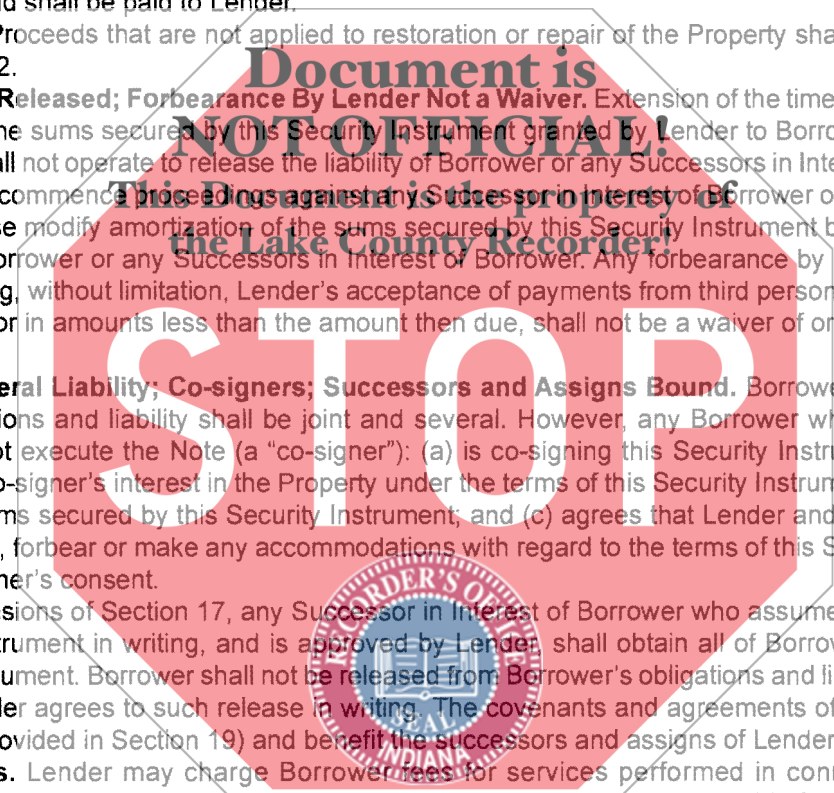 d shall be paid to Lender.
Proceeds that are not applied to restoration or repair of the Property sha
2.
Document is
Released; Forbearance By Lender Not a Waiver. Extension of the time
NOT OFFICIAL!
ne sums secured by this Security Instrument granted by Lender to Borro
ll not operate to release the liability of Borrower or any Successors in Inte
This Document is the property of
commence proceedings against any Successor in Interest of Borrower o
se modify amortization of the sums secured by this Security Instrument b
the Lake County Recorder!
orrower or any Successors in Interest of Borrower. Any forbearance by
g, without limitation, Lender's acceptance of payments from third person
or in amounts less than the amount then due, shall not be a waiver of or
STOP
eral Liability; Co-signers; Successors and Assigns Bound. Borrowe
ions and liability shall be joint and several. However, any Borrower wh
ot execute the Note (a “co-signer”): (a) is co-signing this Security Instru
o-signer's interest in the Property under the terms of this Security Instrum
ms secured by this Security Instrument; and (c) agrees that Lender and
, forbear or make any accommodations with regard to the terms of this S
ner's consent.
sions of Section 17, any Successor in Interest of Borrower who assume
trument in writing, and is approved by Lender, shall obtain all of Borrow
ument. Borrower shall not be released from Borrower's obligations and li
er agrees to such release in writing. The covenants and agreements of
ovided in Section 19) and benefit the successors and assigns of Lender
s. Lender may charge Borrower fees for services performed in con
RECORDER'S OFFICE
SEAL
INDIANA